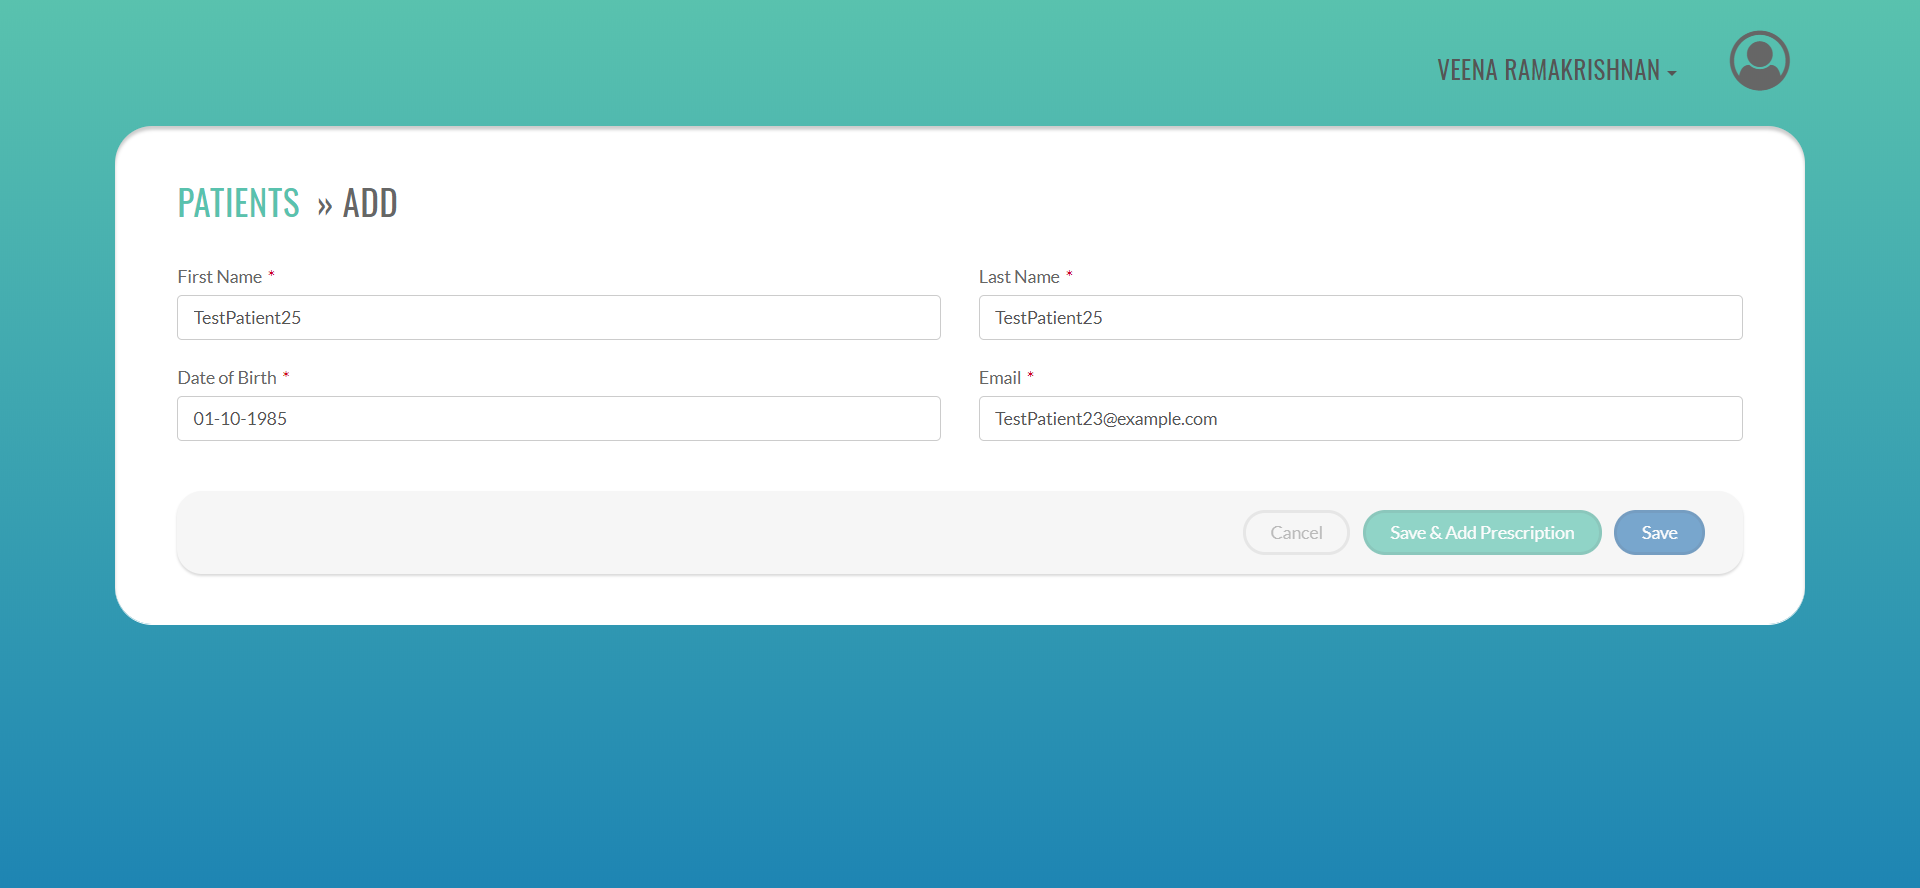 VEENA RAMAKRISHNAN
PATIENTS » ADD
First Name *
Last Name *
TestPatient25
TestPatient25
Date of Birth *
Email *
01-10-1985
TestPatient23@example.com
Cancel
Save & Add Prescription
Save